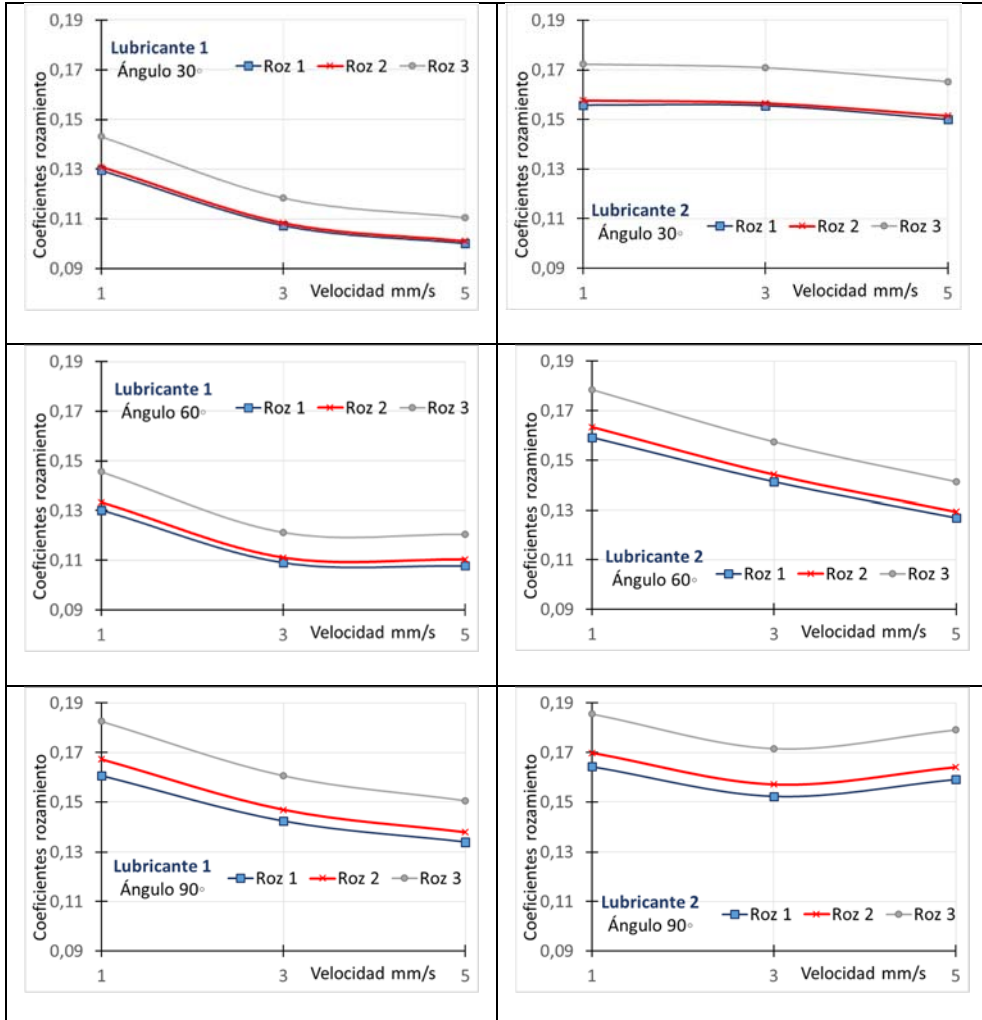 Coeficientes rozamiento
0,19
0,17
0,15
0,13
0,11
0,09
Lubricante 1
Ángulo 30°
Roz 1 Roz 2 Roz 3
1 3 Velocidad mm/s 5
Coeficientes rozamiento
0,19
0,17
0,15
0,13
0,11
0,09
Lubricante 2
Ángulo 30°
Roz 1 Roz 2 Roz 3
1 3 Velocidad mm/s 5
Coeficientes rozamiento
0,19
0,17
0,15
0,13
0,11
0,09
Lubricante 1
Ángulo 60°
Roz 1 Roz 2 Roz 3
1 3 Velocidad mm/s 5
Coeficientes rozamiento
0,19
0,17
0,15
0,13
0,11
0,09
Lubricante 2
Ángulo 60°
Roz 1 Roz 2 Roz 3
1 3 Velocidad mm/s 5
Coeficientes rozamiento
0,19
0,17
0,15
0,13
0,11
0,09
Lubricante 1
Ángulo 90°
Roz 1 Roz 2 Roz 3
1 3 Velocidad mm/s 5
Coeficientes rozamiento
0,19
0,17
0,15
0,13
0,11
0,09
Lubricante 2
Ángulo 90°
Roz 1 Roz 2 Roz 3
1 3 Velocidad mm/s 5